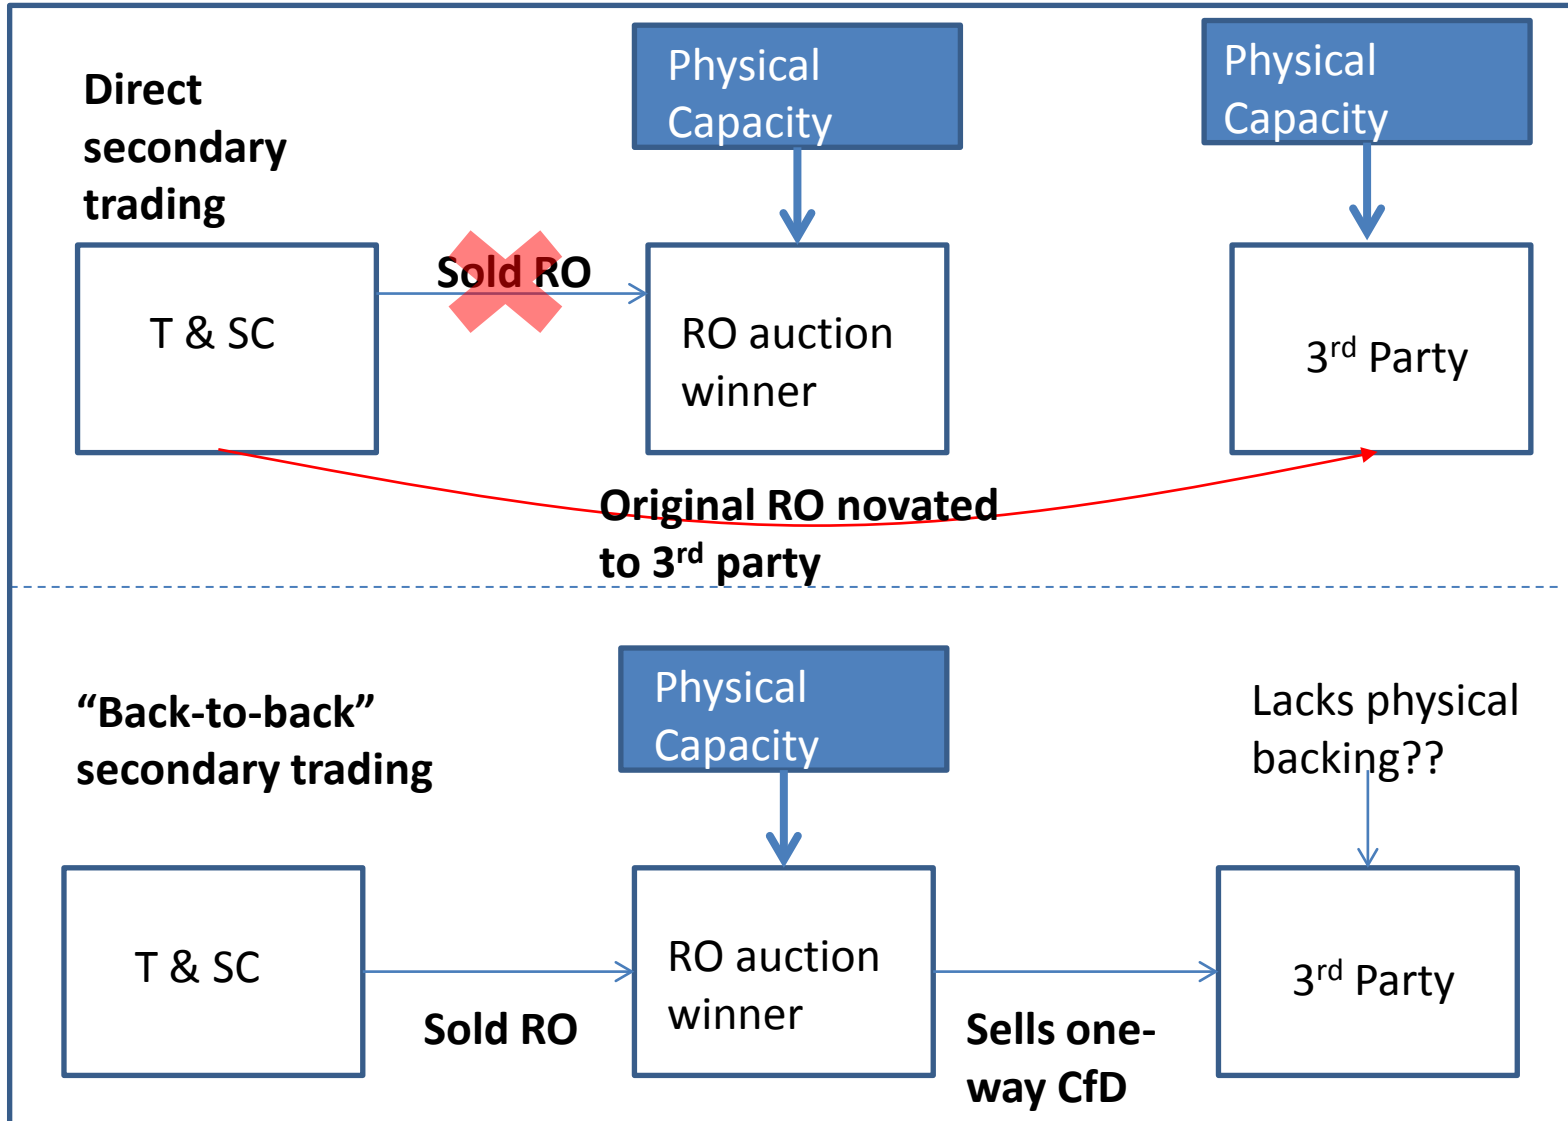 Direct
secondary
trading
Physical
Capacity
Physical
Capacity
Sold RO
T & SC
RO auction
winner
3rd Party
Original RO novated
to 3rd party
“Back-to-back”
secondary trading
Physical
Capacity
Lacks physical
backing??
T & SC
Sold RO
RO auction
winner
Sells one-
way CfD
3rd Party